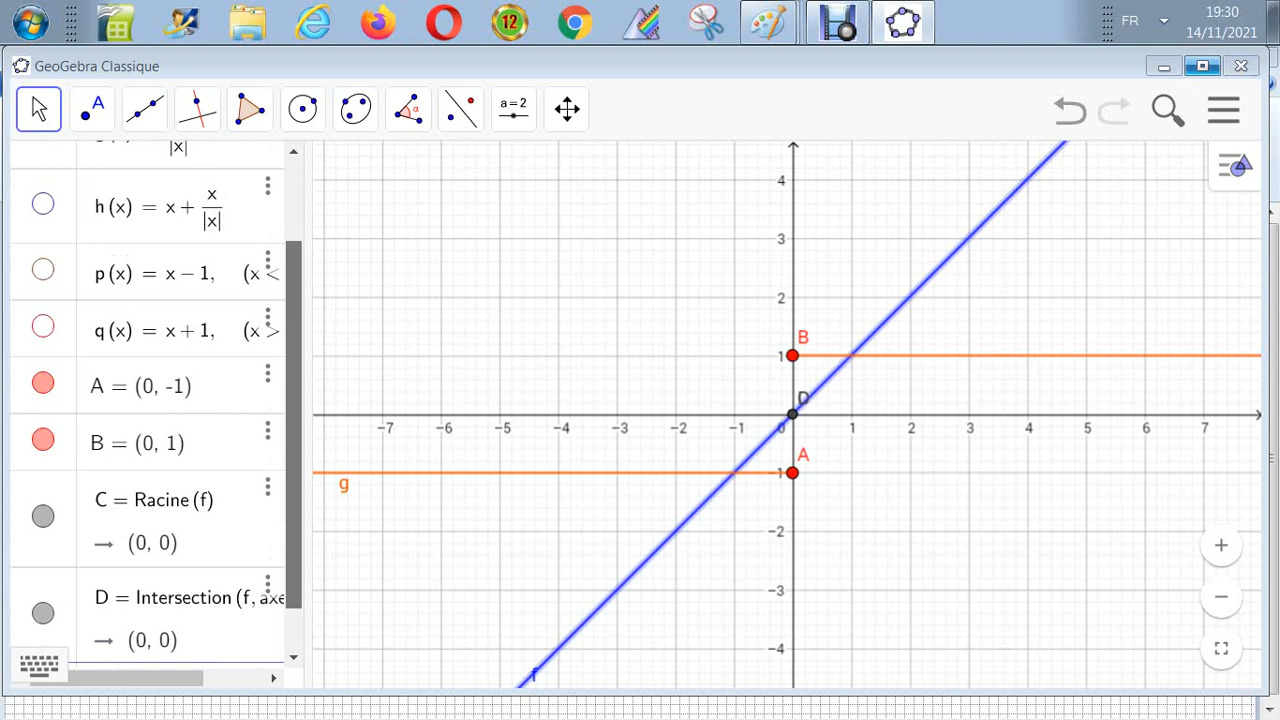 FR
19:30
14/11/2021
12
GeoGebra Classique
A
α
a=2
|x|
h(x) = x + x/|x|
p(x) = x − 1, (x <
q(x) = x + 1, (x >
A = (0, -1)
B = (0, 1)
C = Racine(f)
→ (0, 0)
D = Intersection(f, axe
→ (0, 0)
4
3
2
B
1
D
−7 −6 −5 −4 −3 −2 −1 0 1 2 3 4 5 6 7
A
−1
g
−2
−3
−4
f